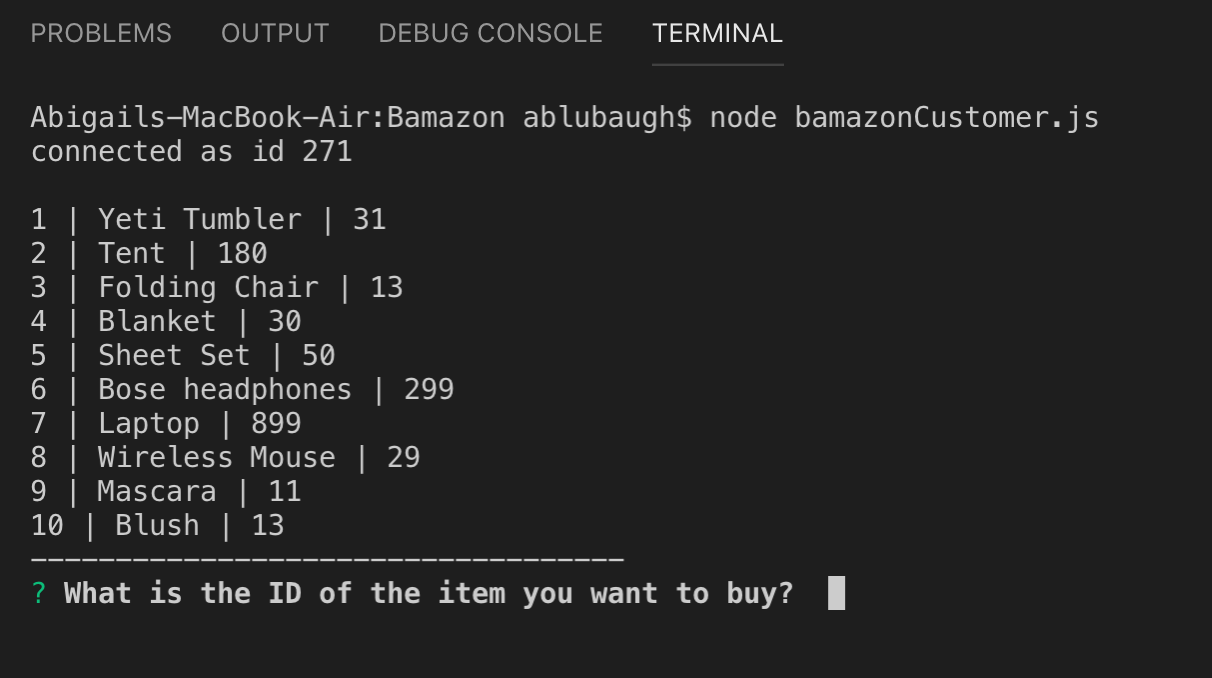 PROBLEMS OUTPUT DEBUG CONSOLE TERMINAL
Abigails-MacBook-Air:Bamazon ablubaugh$ node bamazonCustomer.js
connected as id 271
1 | Yeti Tumbler | 31
2 | Tent | 180
3 | Folding Chair | 13
4 | Blanket | 30
5 | Sheet Set | 50
6 | Bose headphones | 299
7 | Laptop | 899
8 | Wireless Mouse | 29
9 | Mascara | 11
10 | Blush | 13
-----------------------------------
? What is the ID of the item you want to buy?